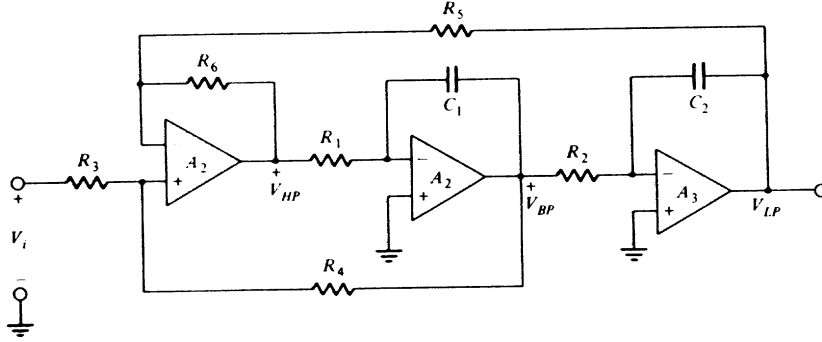 R5
R6
C1
C2
R3
A2
R1
A2
R2
A3
+
−
+
−
+
+
VHP
+
VBP
VLP
+
Vi
−
R4